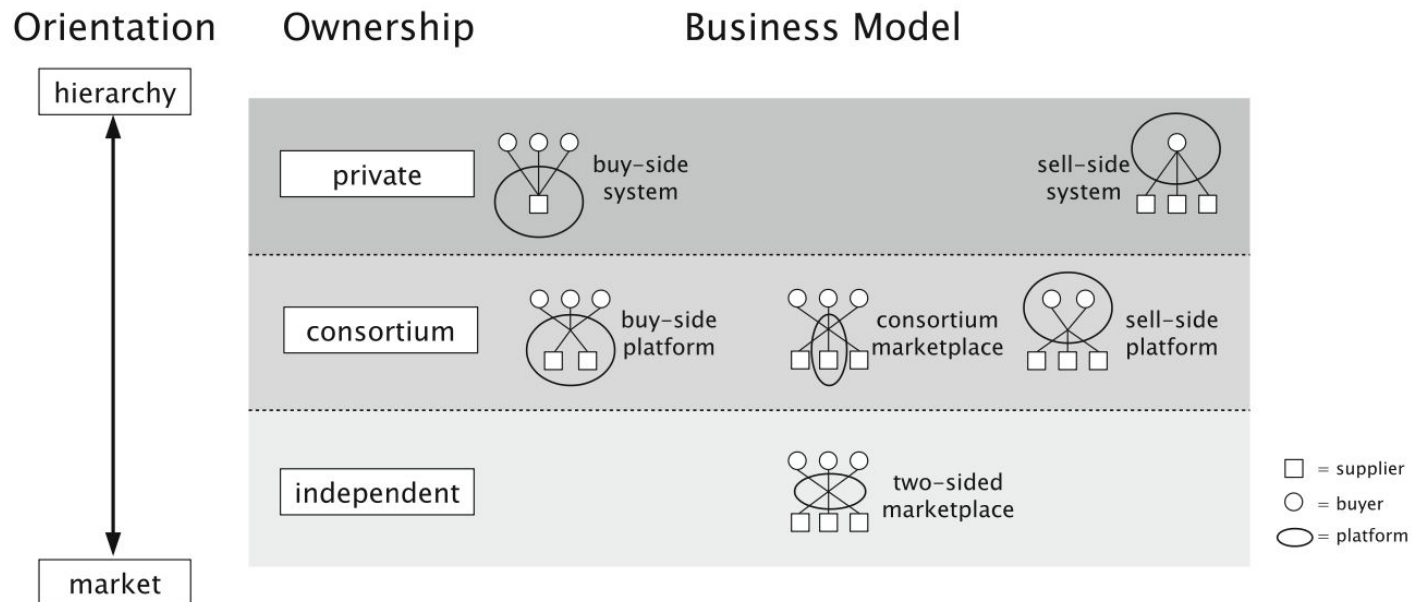 Orientation
Ownership
Business Model
hierarchy
private
buy-side
system
sell-side
system
consortium
buy-side
platform
consortium
marketplace
sell-side
platform
independent
two-sided
marketplace
market
= supplier
= buyer
= platform